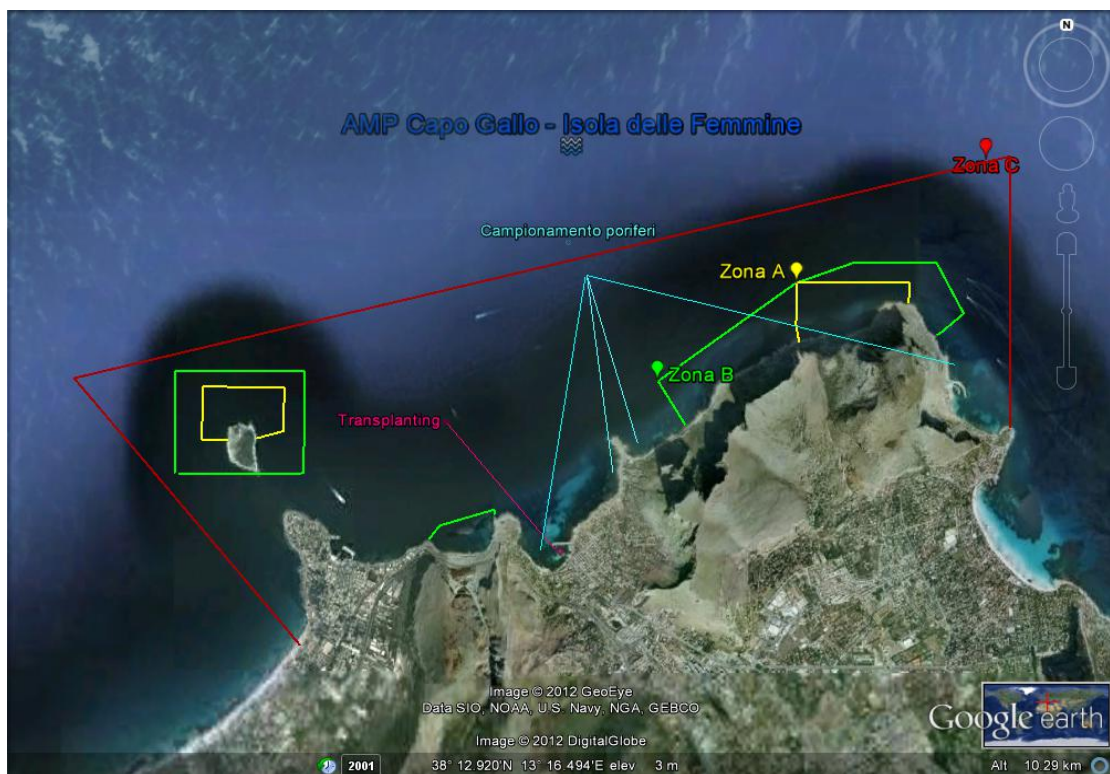 N
AMP Capo Gallo - Isola delle Femmine
Zona C
Campionamento poriferi
Zona A
Zona B
Transplanting
Image © 2012 GeoEye
Data SIO, NOAA, U.S. Navy, NGA, GEBCO
Image © 2012 DigitalGlobe
Google earth
2001
38° 12.920'N 13° 16.494'E elev 3 m
Alt 10.29 km